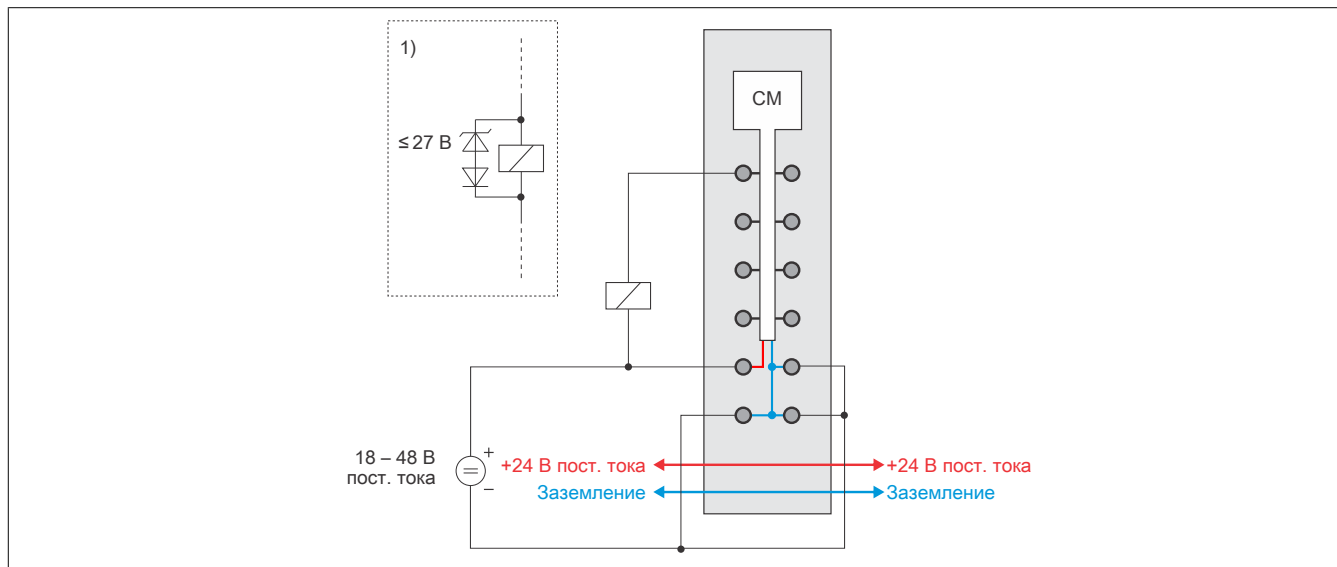 1)
≤ 27 В
CM
18 – 48 В
пост. тока
+
–
+24 В пост. тока
+24 В пост. тока
Заземление
Заземление